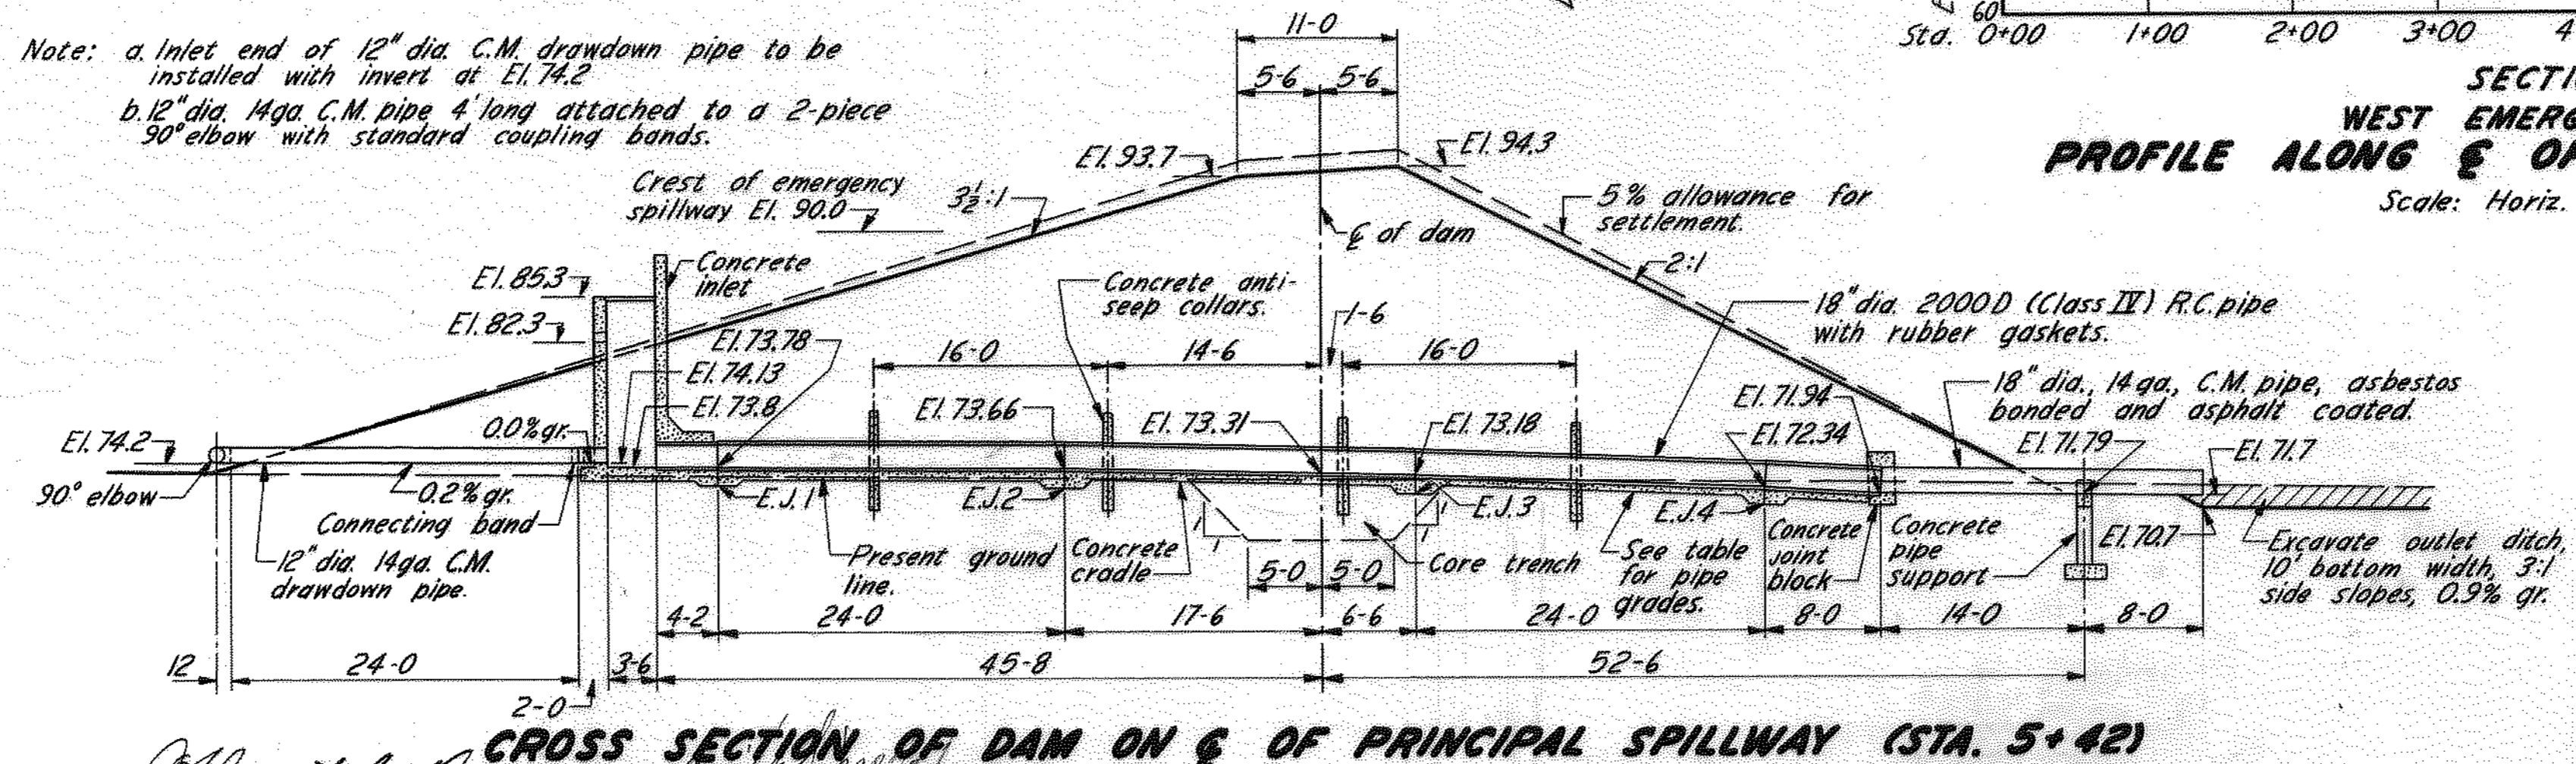 Note: a. Inlet end of 12" dia. C.M. drawdown pipe to be
installed with invert at El. 74.2
b. 12" dia. 14ga. C.M. pipe 4' long attached to a 2-piece
90° elbow with standard coupling bands.
60
Sta. 0+00 1+00 2+00 3+00 4
SECTI
WEST EMERG
PROFILE ALONG ℄ OF
Scale: Horiz.
11-0
5-6 5-6
El. 93.7
El. 94.3
Crest of emergency
spillway El. 90.0
3½:1
5% allowance for
settlement.
℄ of dam
2:1
El. 85.3
Concrete
inlet
El. 82.3
Concrete anti-
seep collars.
18" dia. 2000D (Class IV) R.C. pipe
with rubber gaskets.
1-6
El. 73.78
16-0 14-6 16-0
El. 74.13
El. 73.8
El. 73.66
El. 73.31
El. 73.18
El. 71.94
El. 72.34
18" dia., 14ga., C.M. pipe, asbestos
bonded and asphalt coated.
El. 71.79
El. 71.7
El. 74.2
0.0% gr.
90° elbow
0.2% gr.
Connecting band
12" dia. 14ga. C.M.
drawdown pipe.
E.J. 1
E.J. 2
E.J. 3
E.J. 4
1
1
1
1
Present ground
line.
Concrete
cradle
Core trench
See table
for pipe
grades.
Concrete
joint
block
Concrete
pipe
support
El. 70.7
Excavate outlet ditch,
10' bottom width, 3:1
side slopes, 0.9% gr.
5-0 5-0
4-2 24-0 17-6 6-6 24-0 8-0 14-0 8-0
12 24-0 3-6 45-8 52-6
2-0
CROSS SECTION OF DAM ON ℄ OF PRINCIPAL SPILLWAY (STA. 5+42)